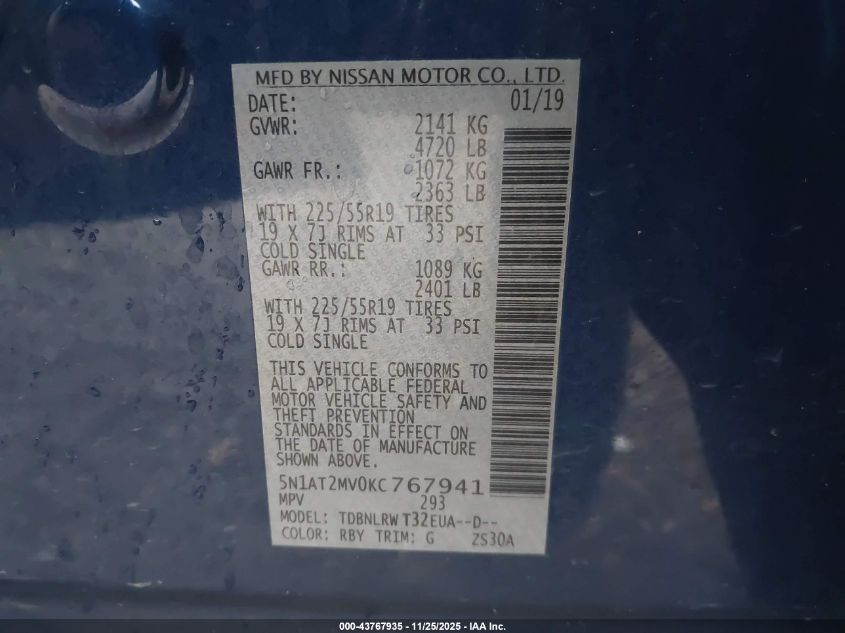 MFD BY NISSAN MOTOR CO., LTD.
DATE: 01/19
GVWR: 2141 KG
4720 LB
GAWR FR.: 1072 KG
2363 LB
WITH 225/55R19 TIRES
19 X 7J RIMS AT 33 PSI
COLD SINGLE
GAWR RR.: 1089 KG
2401 LB
WITH 225/55R19 TIRES
19 X 7J RIMS AT 33 PSI
COLD SINGLE
THIS VEHICLE CONFORMS TO
ALL APPLICABLE FEDERAL
MOTOR VEHICLE SAFETY AND
THEFT PREVENTION
STANDARDS IN EFFECT ON
THE DATE OF MANUFACTURE
SHOWN ABOVE.
5N1AT2MV0KC767941
MPV 293
MODEL: TDBNLRW T32EUA--D--
COLOR: RBY TRIM: G ZS30A
000-43767935 - 11/25/2025 - IAA Inc.